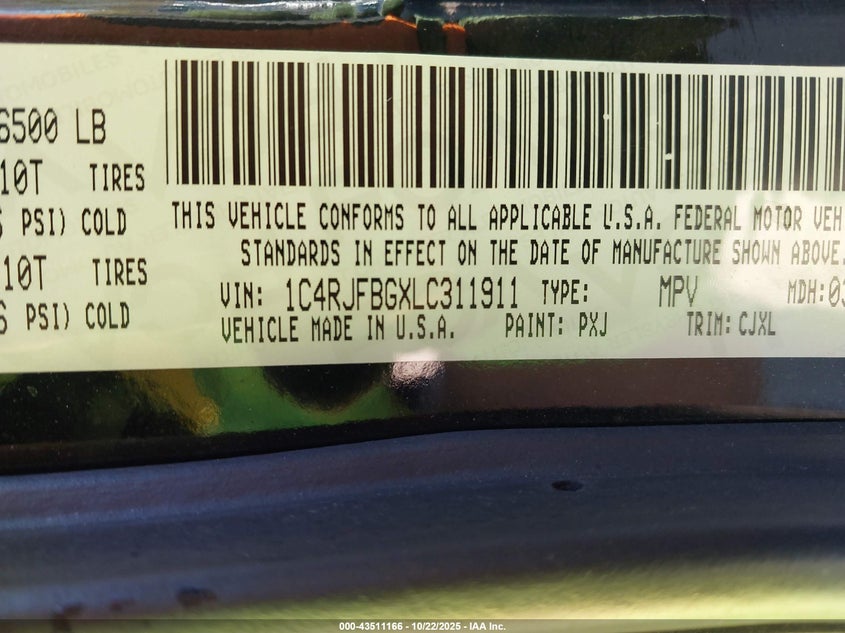 6500 LB
10T TIRES
PSI) COLD
10T TIRES
PSI) COLD
THIS VEHICLE CONFORMS TO ALL APPLICABLE U.S.A. FEDERAL MOTOR VEH
STANDARDS IN EFFECT ON THE DATE OF MANUFACTURE SHOWN ABOVE.
VIN: 1C4RJFBGXLC311911 TYPE: MPV MDH:03
VEHICLE MADE IN U.S.A. PAINT: PXJ TRIM: CJXL
000-43511166 - 10/22/2025 - IAA Inc.